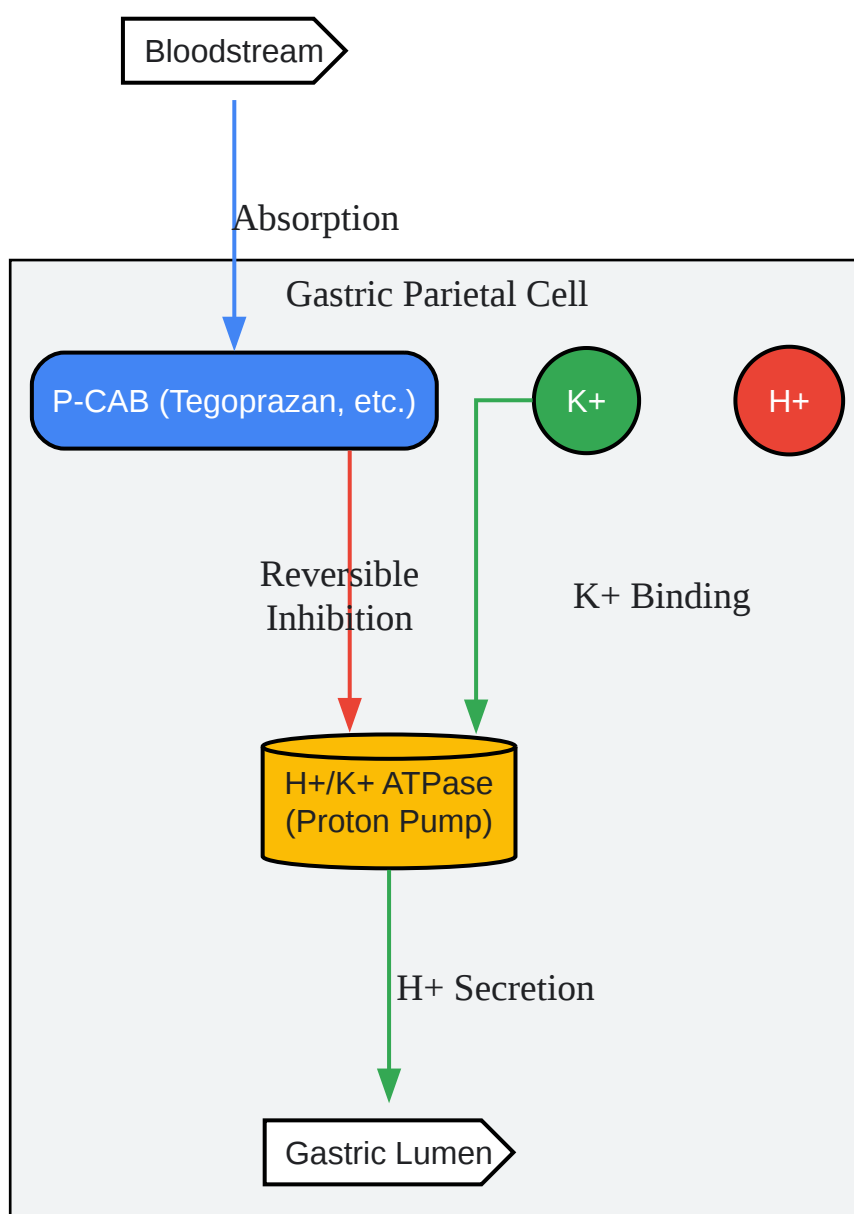 Bloodstream
Absorption
Gastric Parietal Cell
P-CAB (Tegoprazan, etc.)
K+
H+
Reversible
Inhibition
K+ Binding
H+/K+ ATPase
(Proton Pump)
H+ Secretion
Gastric Lumen